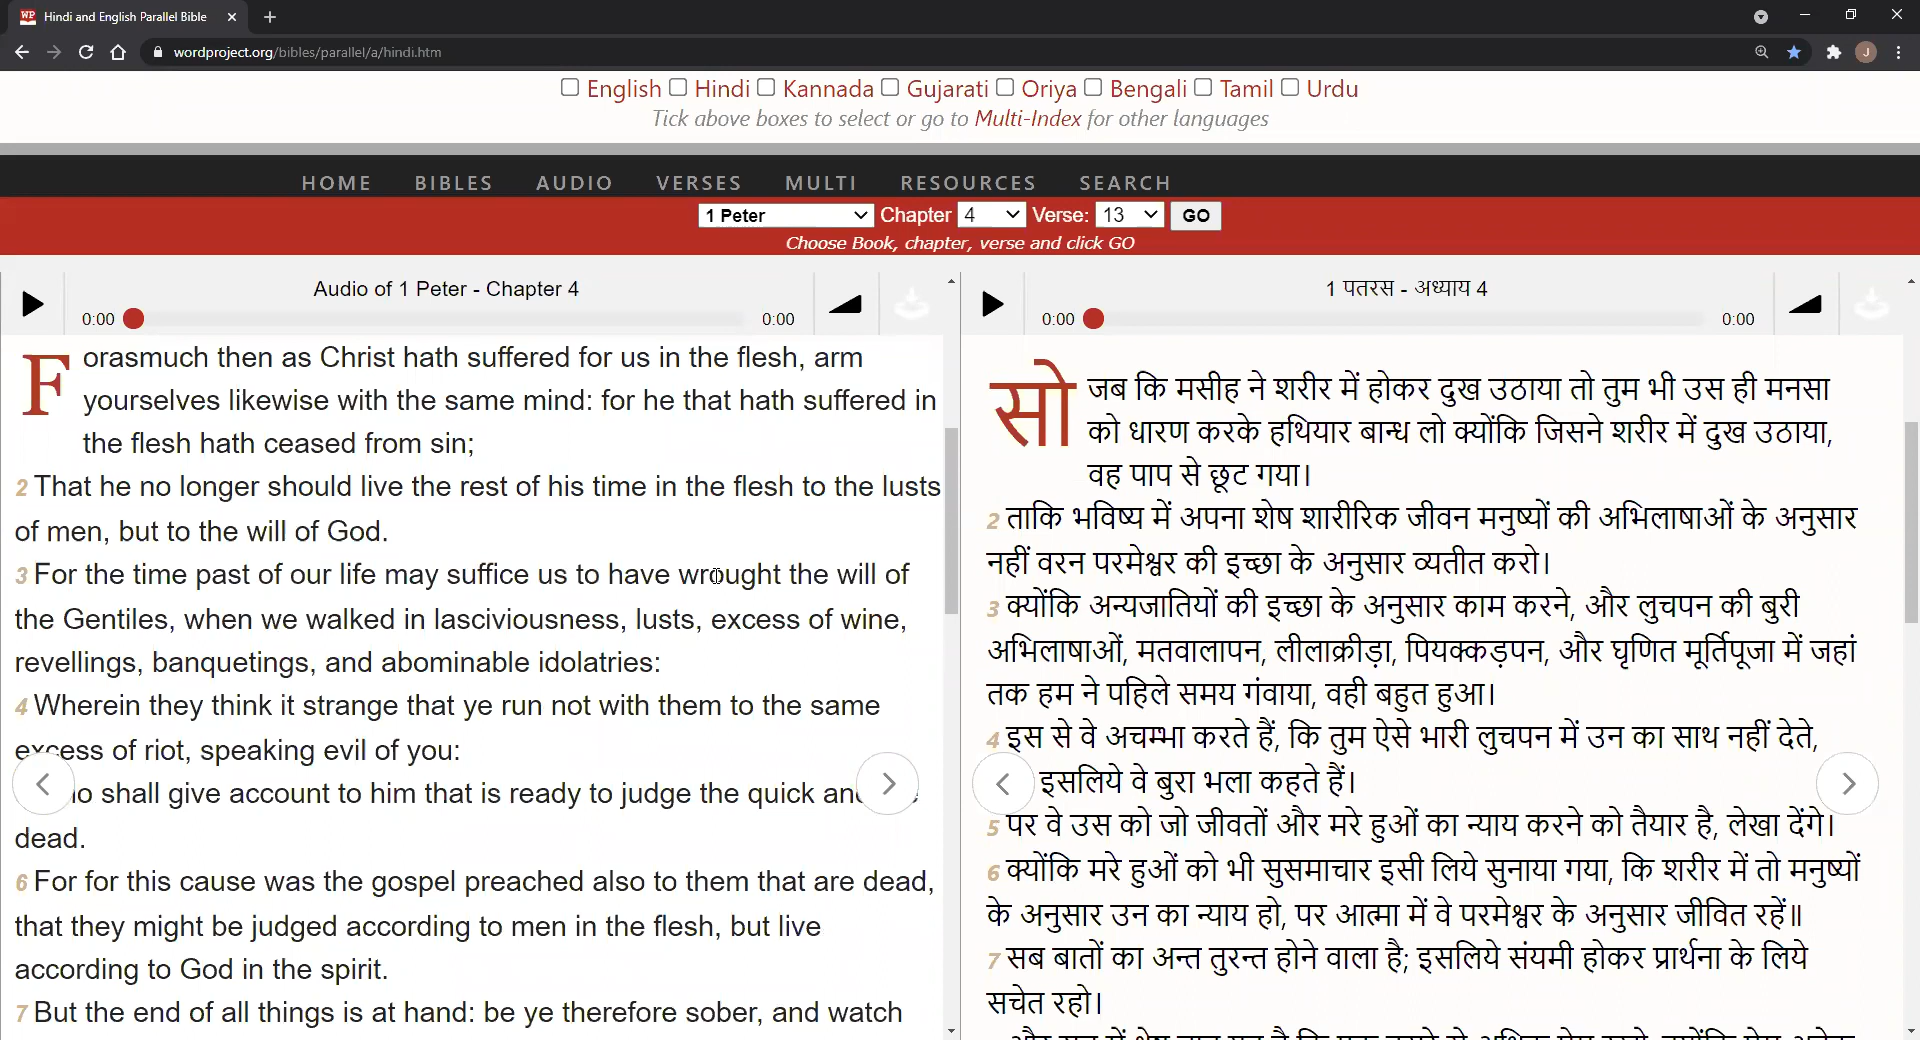 WP Hindi and English Parallel Bible
wordproject.org/bibles/parallel/a/hindi.htm
J
English Hindi Kannada Gujarati Oriya Bengali Tamil Urdu
Tick above boxes to select or go to Multi-Index for other languages
HOME BIBLES AUDIO VERSES MULTI RESOURCES SEARCH
1 Peter Chapter 4 Verse: 13 GO
Choose Book, chapter, verse and click GO
Audio of 1 Peter - Chapter 4
0:00 0:00
Forasmuch then as Christ hath suffered for us in the flesh, arm
yourselves likewise with the same mind: for he that hath suffered in
the flesh hath ceased from sin;
2 That he no longer should live the rest of his time in the flesh to the lusts
of men, but to the will of God.
3 For the time past of our life may suffice us to have wrought the will of
the Gentiles, when we walked in lasciviousness, lusts, excess of wine,
revellings, banquetings, and abominable idolatries:
4 Wherein they think it strange that ye run not with them to the same
excess of riot, speaking evil of you:
shall give account to him that is ready to judge the quick
dead.
6 For for this cause was the gospel preached also to them that are dead,
that they might be judged according to men in the flesh, but live
according to God in the spirit.
7 But the end of all things is at hand: be ye therefore sober, and watch
1 पतरस - अध्याय 4
0:00 0:00
सो जब कि मसीह ने शरीर में होकर दुख उठाया तो तुम भी उस ही मनसा
को धारण करके हथियार बान्ध लो क्योंकि जिसने शरीर में दुख उठाया,
वह पाप से छूट गया।
2 ताकि भविष्य में अपना शेष शारीरिक जीवन मनुष्यों की अभिलाषाओं के अनुसार
नहीं वरन परमेश्वर की इच्छा के अनुसार व्यतीत करो।
3 क्योंकि अन्यजातियों की इच्छा के अनुसार काम करने, और लुचपन की बुरी
अभिलाषाओं, मतवालापन, लीलाक्रीड़ा, पियक्कड़पन, और घृणित मूर्तिपूजा में जहां
तक हम ने पहिले समय गंवाया, वही बहुत हुआ।
4 इस से वे अचम्भा करते हैं, कि तुम ऐसे भारी लुचपन में उन का साथ नहीं देते,
इसलिये वे बुरा भला कहते हैं।
5 पर वे उस को जो जीवतों और मरे हुओं का न्याय करने को तैयार है, लेखा देंगे।
6 क्योंकि मरे हुओं को भी सुसमाचार इसी लिये सुनाया गया, कि शरीर में तो मनुष्यों
के अनुसार उन का न्याय हो, पर आत्मा में वे परमेश्वर के अनुसार जीवित रहें॥
7 सब बातों का अन्त तुरन्त होने वाला है; इसलिये संयमी होकर प्रार्थना के लिये
सचेत रहो।